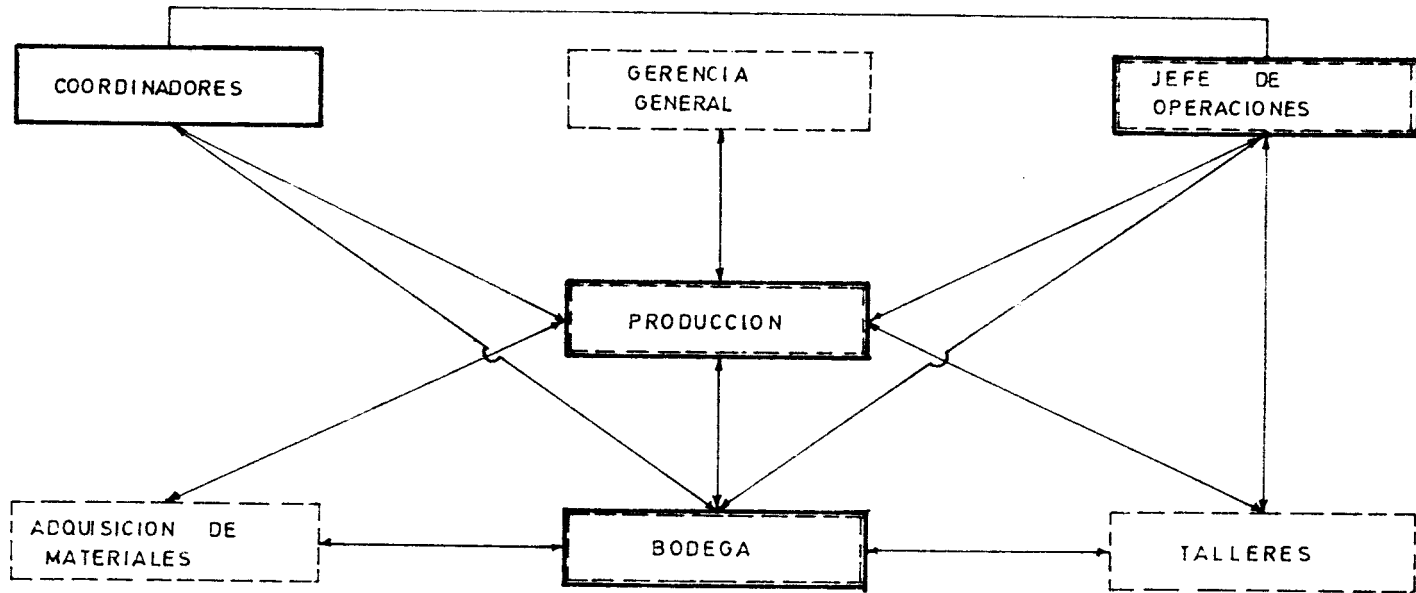 COORDINADORES
GERENCIA
GENERAL
JEFE DE
OPERACIONES
PRODUCCION
ADQUISICION DE
MATERIALES
BODEGA
TALLERES